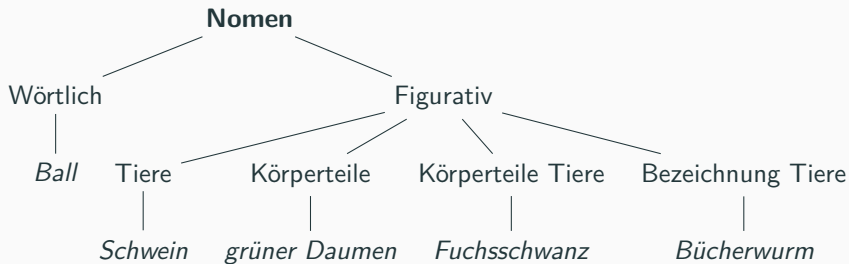 Nomen
Wörtlich Figurativ
Ball Tiere Körperteile Körperteile Tiere Bezeichnung Tiere
Schwein grüner Daumen Fuchsschwanz Bücherwurm